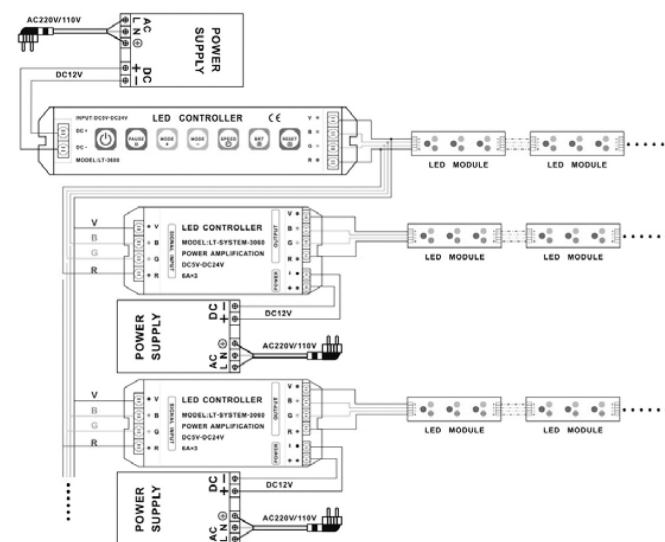 AC220V/110V
AC
L
N
DC
+
−
POWER SUPPLY
DC12V
INPUT:DC5V-DC24V
LED CONTROLLER
CE
DC+
DC-
PAUSE
MODE
+
MODE
−
SPEED
RESET
V
B
G
R
MODEL:LT-3600
LED MODULE
LED MODULE
V
B
G
R
SIGNAL INPUT
V
B
G
R
LED CONTROLLER
MODEL:LT-SYSTEM-3060
POWER AMPLIFICATION
DC5V-DC24V
6A×3
OUTPUT
V
B
G
R
POWER
LED MODULE
LED MODULE
DC12V
POWER SUPPLY
DC
−
+
AC
L
N
AC220V/110V
V
B
G
R
SIGNAL INPUT
V
B
G
R
LED CONTROLLER
MODEL:LT-SYSTEM-3060
POWER AMPLIFICATION
DC5V-DC24V
6A×3
OUTPUT
V
B
G
R
POWER
LED MODULE
LED MODULE
DC12V
POWER SUPPLY
DC
−
+
AC
L
N
AC220V/110V